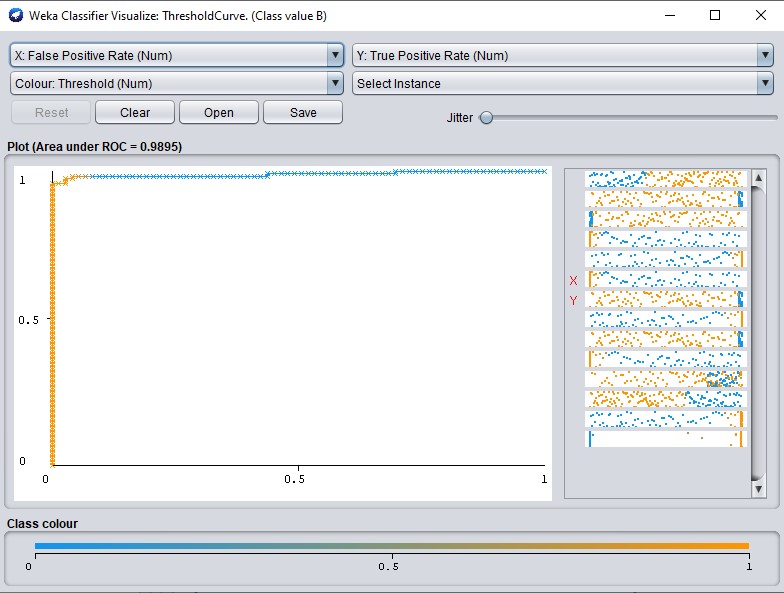 Weka Classifier Visualize: ThresholdCurve. (Class value B)
X: False Positive Rate (Num) Y: True Positive Rate (Num)
Colour: Threshold (Num) Select Instance
Reset Clear Open Save Jitter
Plot (Area under ROC = 0.9895)
1
0.5
0
0 0.5 1
X
Y
Class colour
0 0.5 1